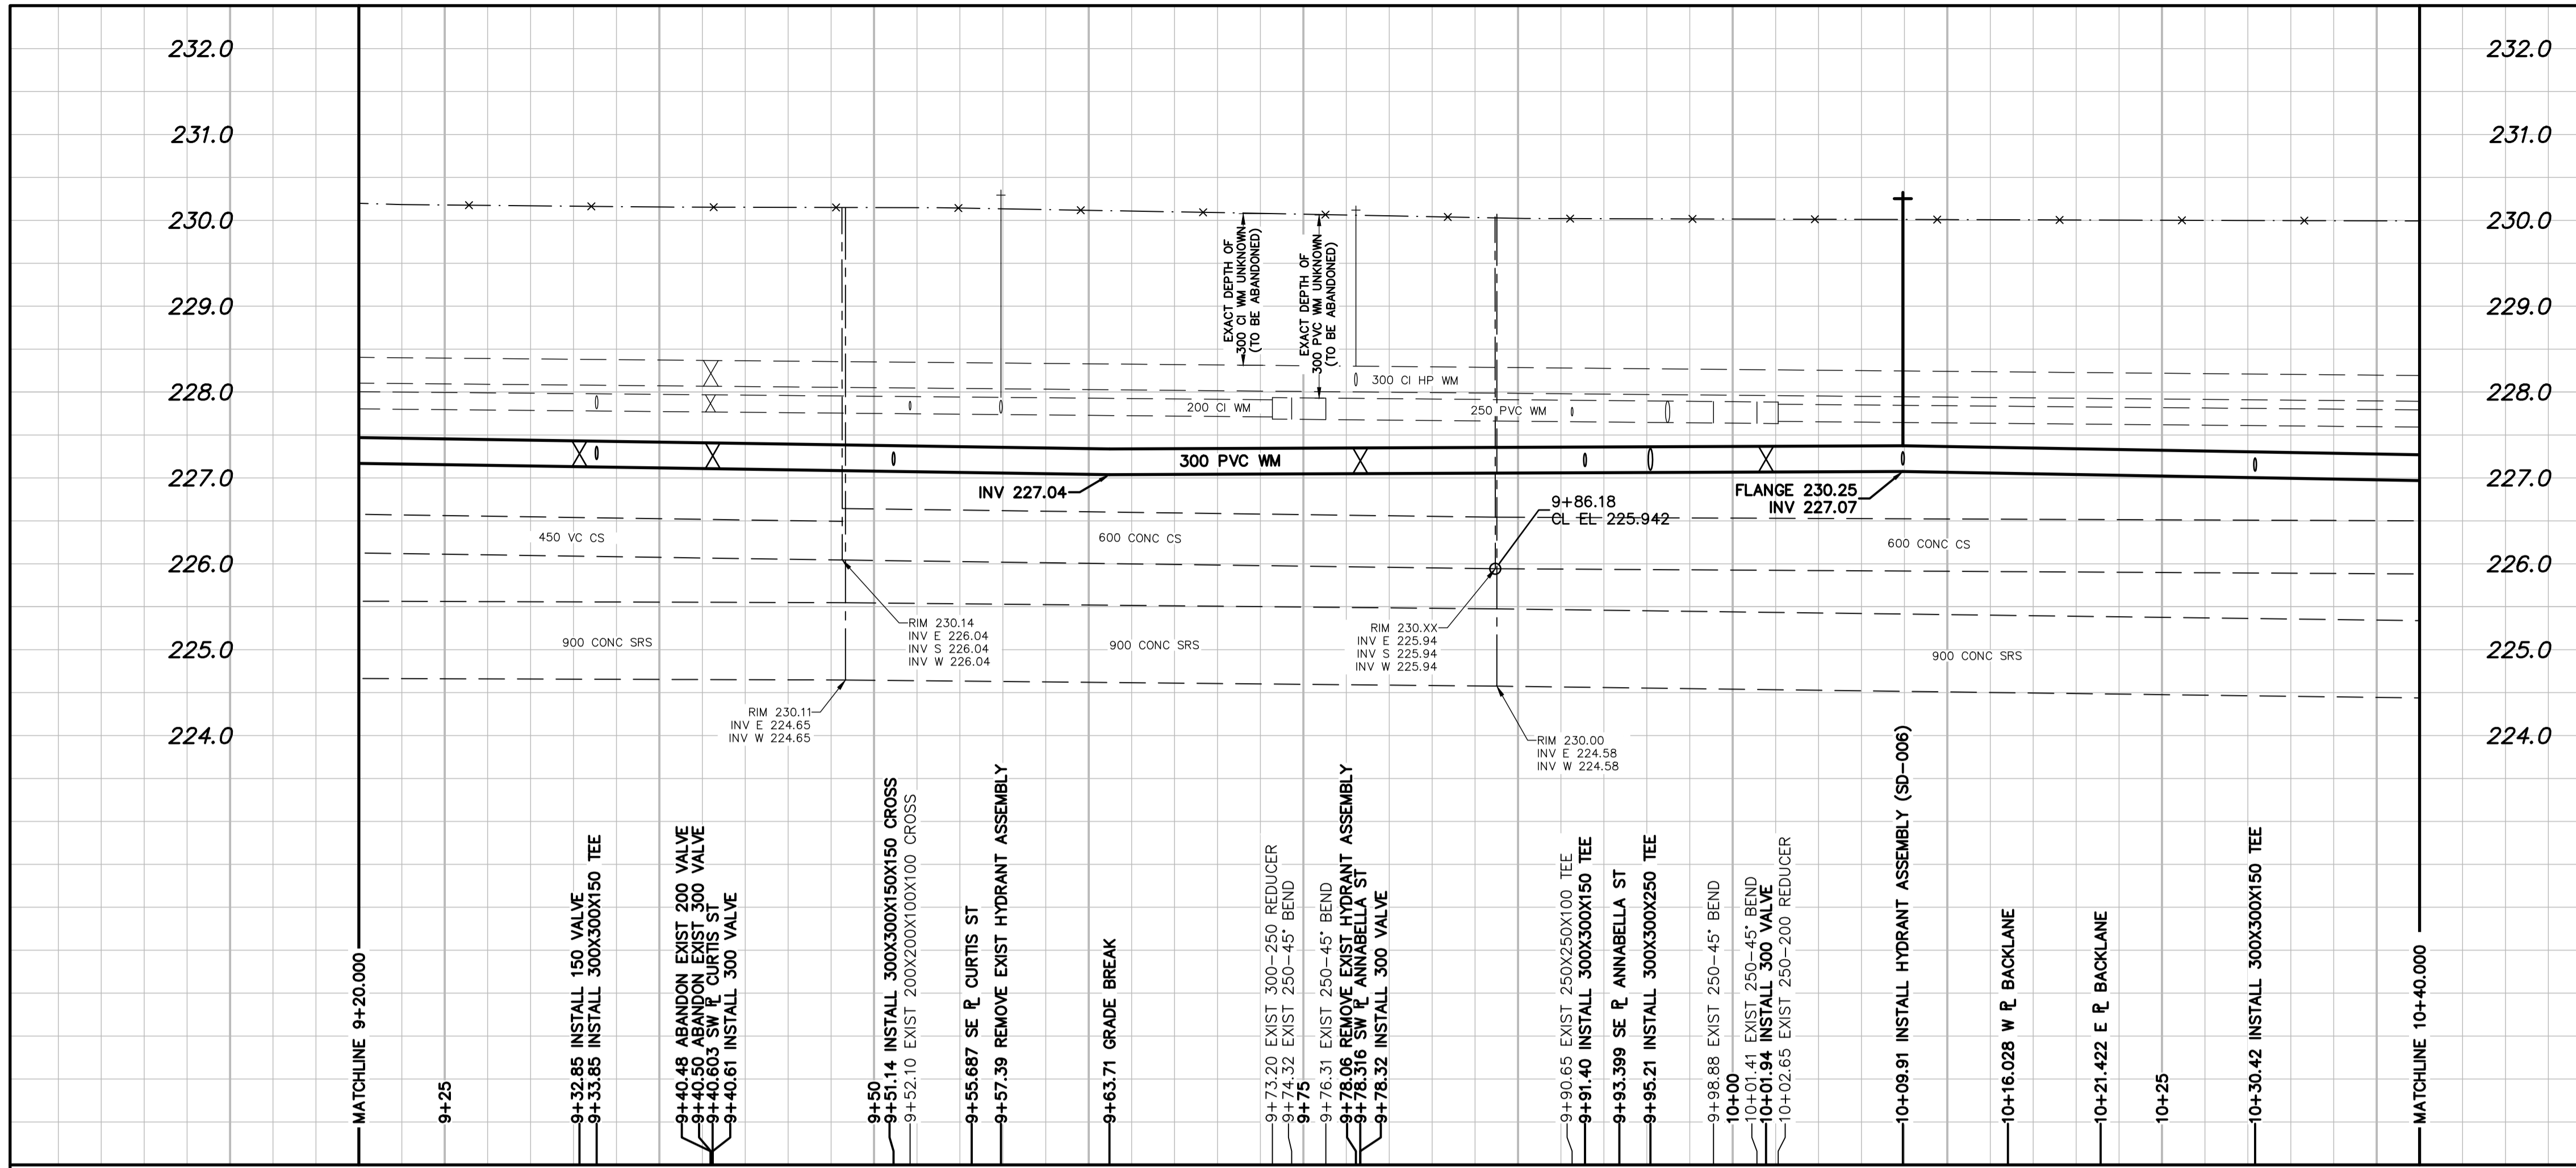 232.0
232.0
231.0
231.0
230.0
230.0
229.0
229.0
228.0
228.0
227.0
227.0
226.0
226.0
225.0
225.0
224.0
224.0
EXACT DEPTH OF
300 CI WM UNKNOWN
(TO BE ABANDONED)
EXACT DEPTH OF
300 PVC WM UNKNOWN
(TO BE ABANDONED)
300 CI HP WM
200 CI WM
250 PVC WM
300 PVC WM
INV 227.04
9+86.18
CL EL 225.942
FLANGE 230.25
INV 227.07
450 VC CS
600 CONC CS
600 CONC CS
900 CONC SRS
900 CONC SRS
900 CONC SRS
RIM 230.14
INV E 226.04
INV S 226.04
INV W 226.04
RIM 230.XX
INV E 225.94
INV S 225.94
INV W 225.94
RIM 230.11
INV E 224.65
INV W 224.65
RIM 230.00
INV E 224.58
INV W 224.58
MATCHLINE 9+20.000
9+25
9+32.85 INSTALL 150 VALVE
9+33.85 INSTALL 300X300X150 TEE
9+40.48 ABANDON EXIST 200 VALVE
9+40.50 ABANDON EXIST 300 VALVE
9+40.603 SW PL CURTIS ST
9+40.61 INSTALL 300 VALVE
9+50
9+51.14 INSTALL 300X300X150X150 CROSS
9+52.10 EXIST 200X200X100X100 CROSS
9+55.687 SE PL CURTIS ST
9+57.39 REMOVE EXIST HYDRANT ASSEMBLY
9+63.71 GRADE BREAK
9+73.20 EXIST 300-250 REDUCER
9+74.32 EXIST 250-45° BEND
9+75
9+76.31 EXIST 250-45° BEND
9+78.06 REMOVE EXIST HYDRANT ASSEMBLY
9+78.316 SW PL ANNABELLA ST
9+78.32 INSTALL 300 VALVE
9+90.65 EXIST 250X250X100 TEE
9+91.40 INSTALL 300X300X150 TEE
9+93.399 SE PL ANNABELLA ST
9+95.21 INSTALL 300X300X250 TEE
9+98.88 EXIST 250-45° BEND
10+00
10+01.41 EXIST 250-45° BEND
10+01.94 INSTALL 300 VALVE
10+02.65 EXIST 250-200 REDUCER
10+09.91 INSTALL HYDRANT ASSEMBLY (SD-006)
10+16.028 W PL BACKLANE
10+21.422 E PL BACKLANE
10+25
10+30.42 INSTALL 300X300X150 TEE
MATCHLINE 10+40.000